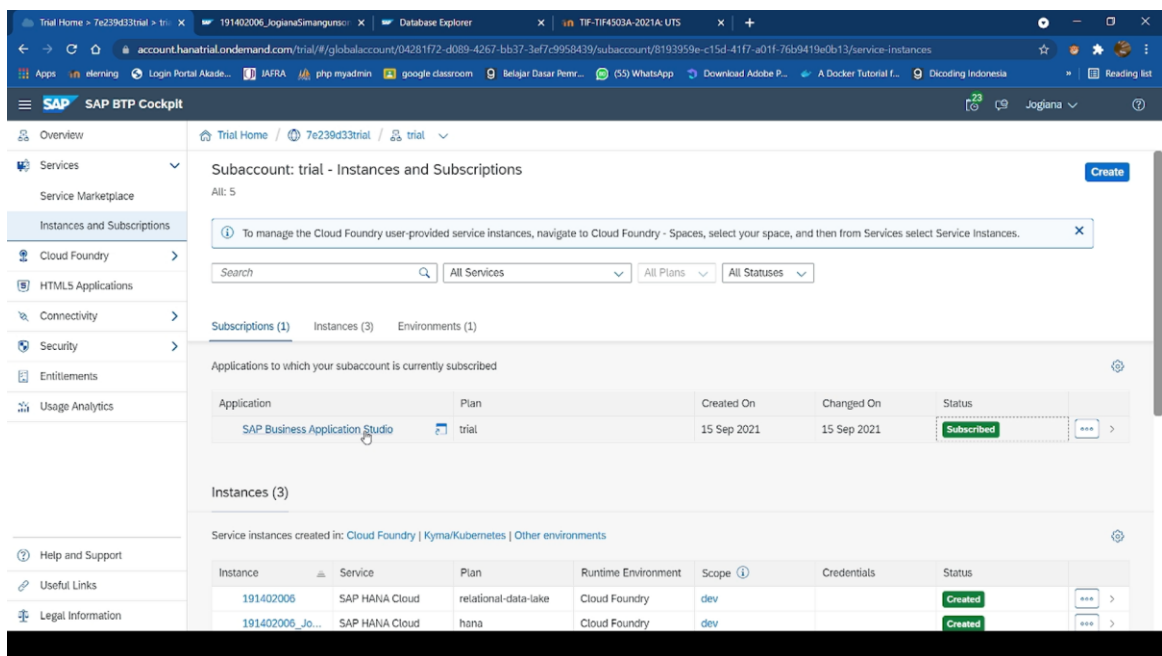 Trial Home > 7e239d33trial > tri
191402006_JogianaSimangunsor
Database Explorer
TIF-TIF4503A-2021A: UTS
account.hanatrial.ondemand.com/trial/#/globalaccount/04281f72-d089-4267-bb37-3ef7c9958439/subaccount/8193959e-c15d-41f7-a01f-76b9419e0b13/service-instances
Apps elerning Login Portal Akade... IAFRA php myadmin google classroom Belajar Dasar Pemr... (55) WhatsApp Download Adobe P... A Docker Tutorial f... Dicoding Indonesia » Reading list
SAP SAP BTP Cockpit 23 Jogiana
Overview
Services
Service Marketplace
Instances and Subscriptions
Cloud Foundry
HTML5 Applications
Connectivity
Security
Entitlements
Usage Analytics
Help and Support
Useful Links
Legal Information
Trial Home / 7e239d33trial / trial
Subaccount: trial - Instances and Subscriptions
Create
All: 5
To manage the Cloud Foundry user-provided service instances, navigate to Cloud Foundry - Spaces, select your space, and then from Services select Service Instances.
Search All Services All Plans All Statuses
Subscriptions (1) Instances (3) Environments (1)
Applications to which your subaccount is currently subscribed
Application Plan Created On Changed On Status
SAP Business Application Studio trial 15 Sep 2021 15 Sep 2021 Subscribed
Instances (3)
Service instances created in: Cloud Foundry | Kyma/Kubernetes | Other environments
Instance Service Plan Runtime Environment Scope Credentials Status
191402006 SAP HANA Cloud relational-data-lake Cloud Foundry dev Created
191402006_Jo... SAP HANA Cloud hana Cloud Foundry dev Created